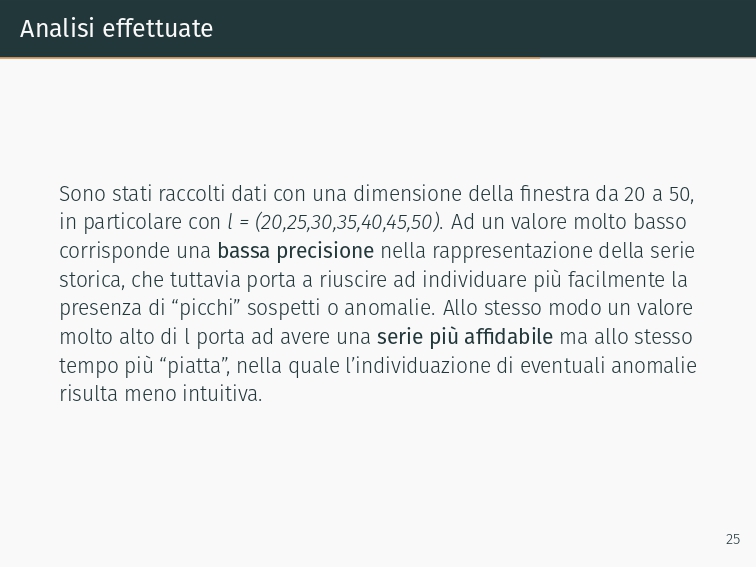 Analisi effettuate
Sono stati raccolti dati con una dimensione della finestra da 20 a 50,
in particolare con l = (20,25,30,35,40,45,50). Ad un valore molto basso
corrisponde una bassa precisione nella rappresentazione della serie
storica, che tuttavia porta a riuscire ad individuare più facilmente la
presenza di “picchi” sospetti o anomalie. Allo stesso modo un valore
molto alto di l porta ad avere una serie più affidabile ma allo stesso
tempo più “piatta”, nella quale l’individuazione di eventuali anomalie
risulta meno intuitiva.
25